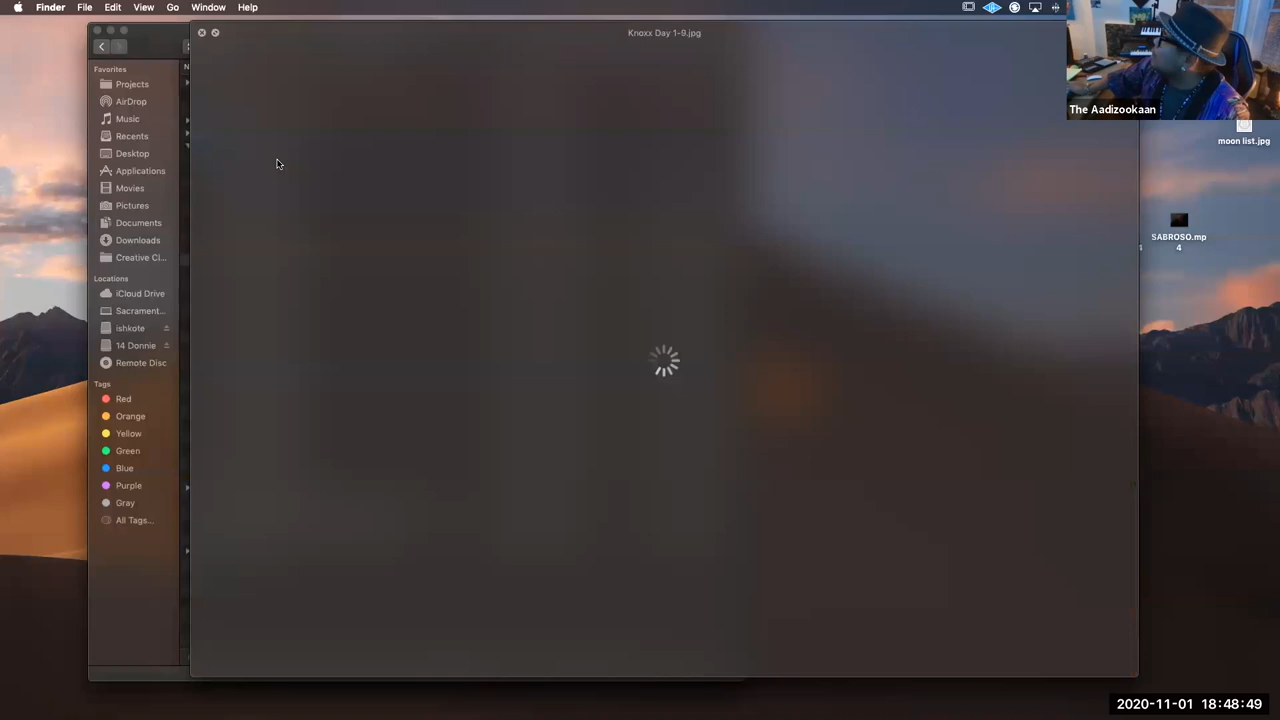 Finder File Edit View Go Window Help
Knoxx Day 1-9.jpg
The Aadizookaan
moon list.jpg
SABROSO.mp
4
4
N
Favorites
Projects
AirDrop
Music
Recents
Desktop
Applications
Movies
Pictures
Documents
Downloads
Creative Cl...
Locations
iCloud Drive
Sacrament...
ishkote
14 Donnie
Remote Disc
Tags
Red
Orange
Yellow
Green
Blue
Purple
Gray
All Tags...
2020-11-01 18:48:49